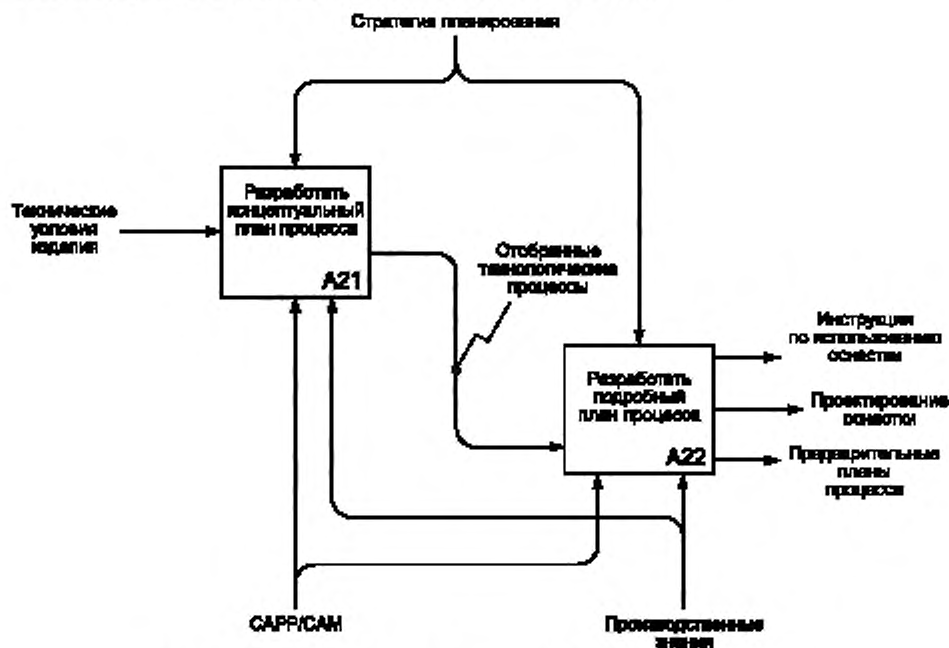 Стратегия планирования
Разработать
концептуальный
план процесса
A21
Технические
условия
изделия
Отобранные
технологические
процессы
Инструкции
по использованию
оснастки
Разработать
подробный
план процесса
A22
Проектирование
оснастки
Предварительные
планы
процесса
CAPP/CAM
Производственные
знания